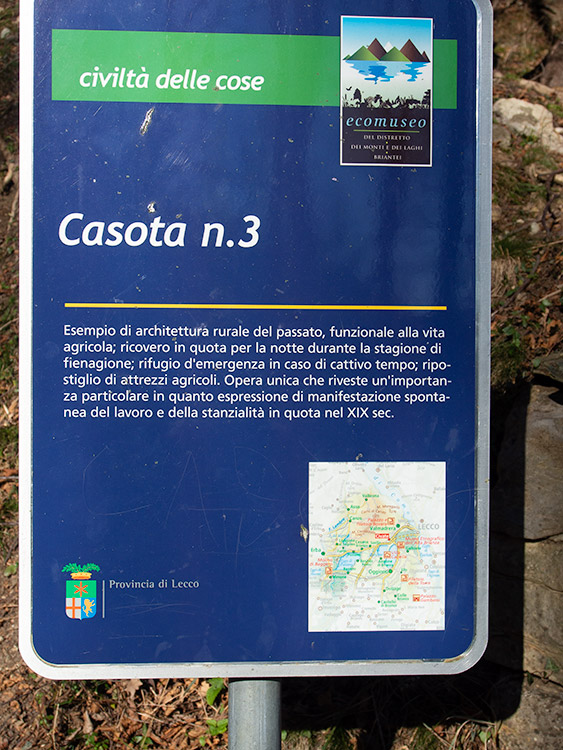 civiltà delle cose
ecomuseo
DEL DISTRETTO
DEI MONTI E DEI LAGHI
BRIANTEI
Casota n.3
Esempio di architettura rurale del passato, funzionale alla vita
agricola; ricovero in quota per la notte durante la stagione di
fienagione; rifugio d'emergenza in caso di cattivo tempo; ripo-
stiglio di attrezzi agricoli. Opera unica che riveste un'importan-
za particolare in quanto espressione di manifestazione sponta-
nea del lavoro e della stanzialità in quota nel XIX sec.
LECCO
Valmadrera
Erba
Oggiono
Provincia di Lecco